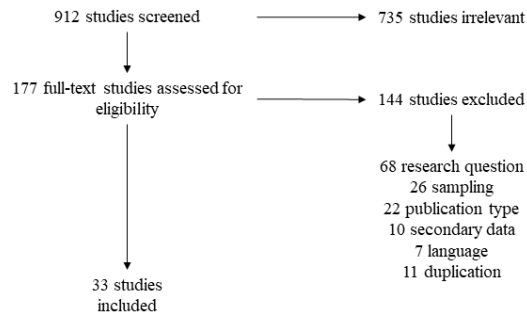 912 studies screened
735 studies irrelevant
177 full-text studies assessed for
eligibility
144 studies excluded
68 research question
26 sampling
22 publication type
10 secondary data
7 language
11 duplication
33 studies
included